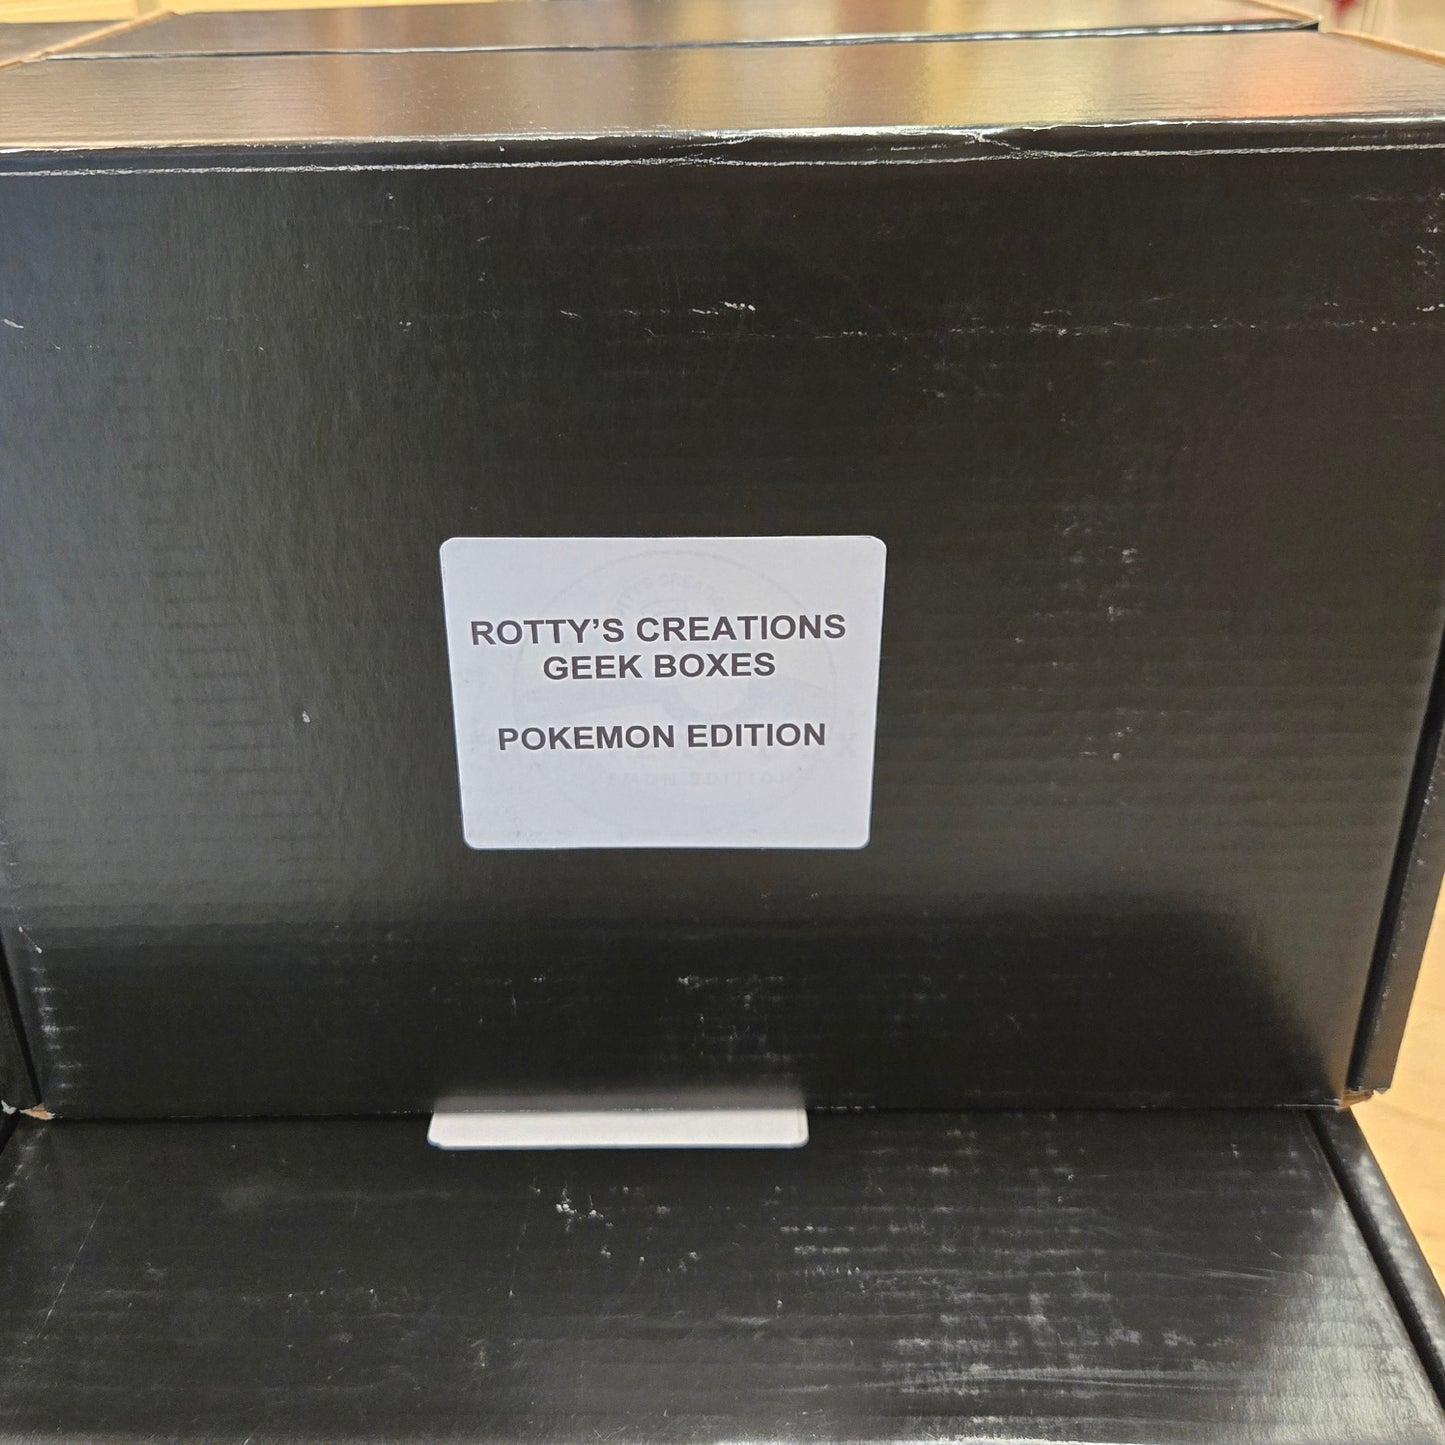 ROTTY'S CREATIONS
GEEK BOXES
POKEMON EDITION